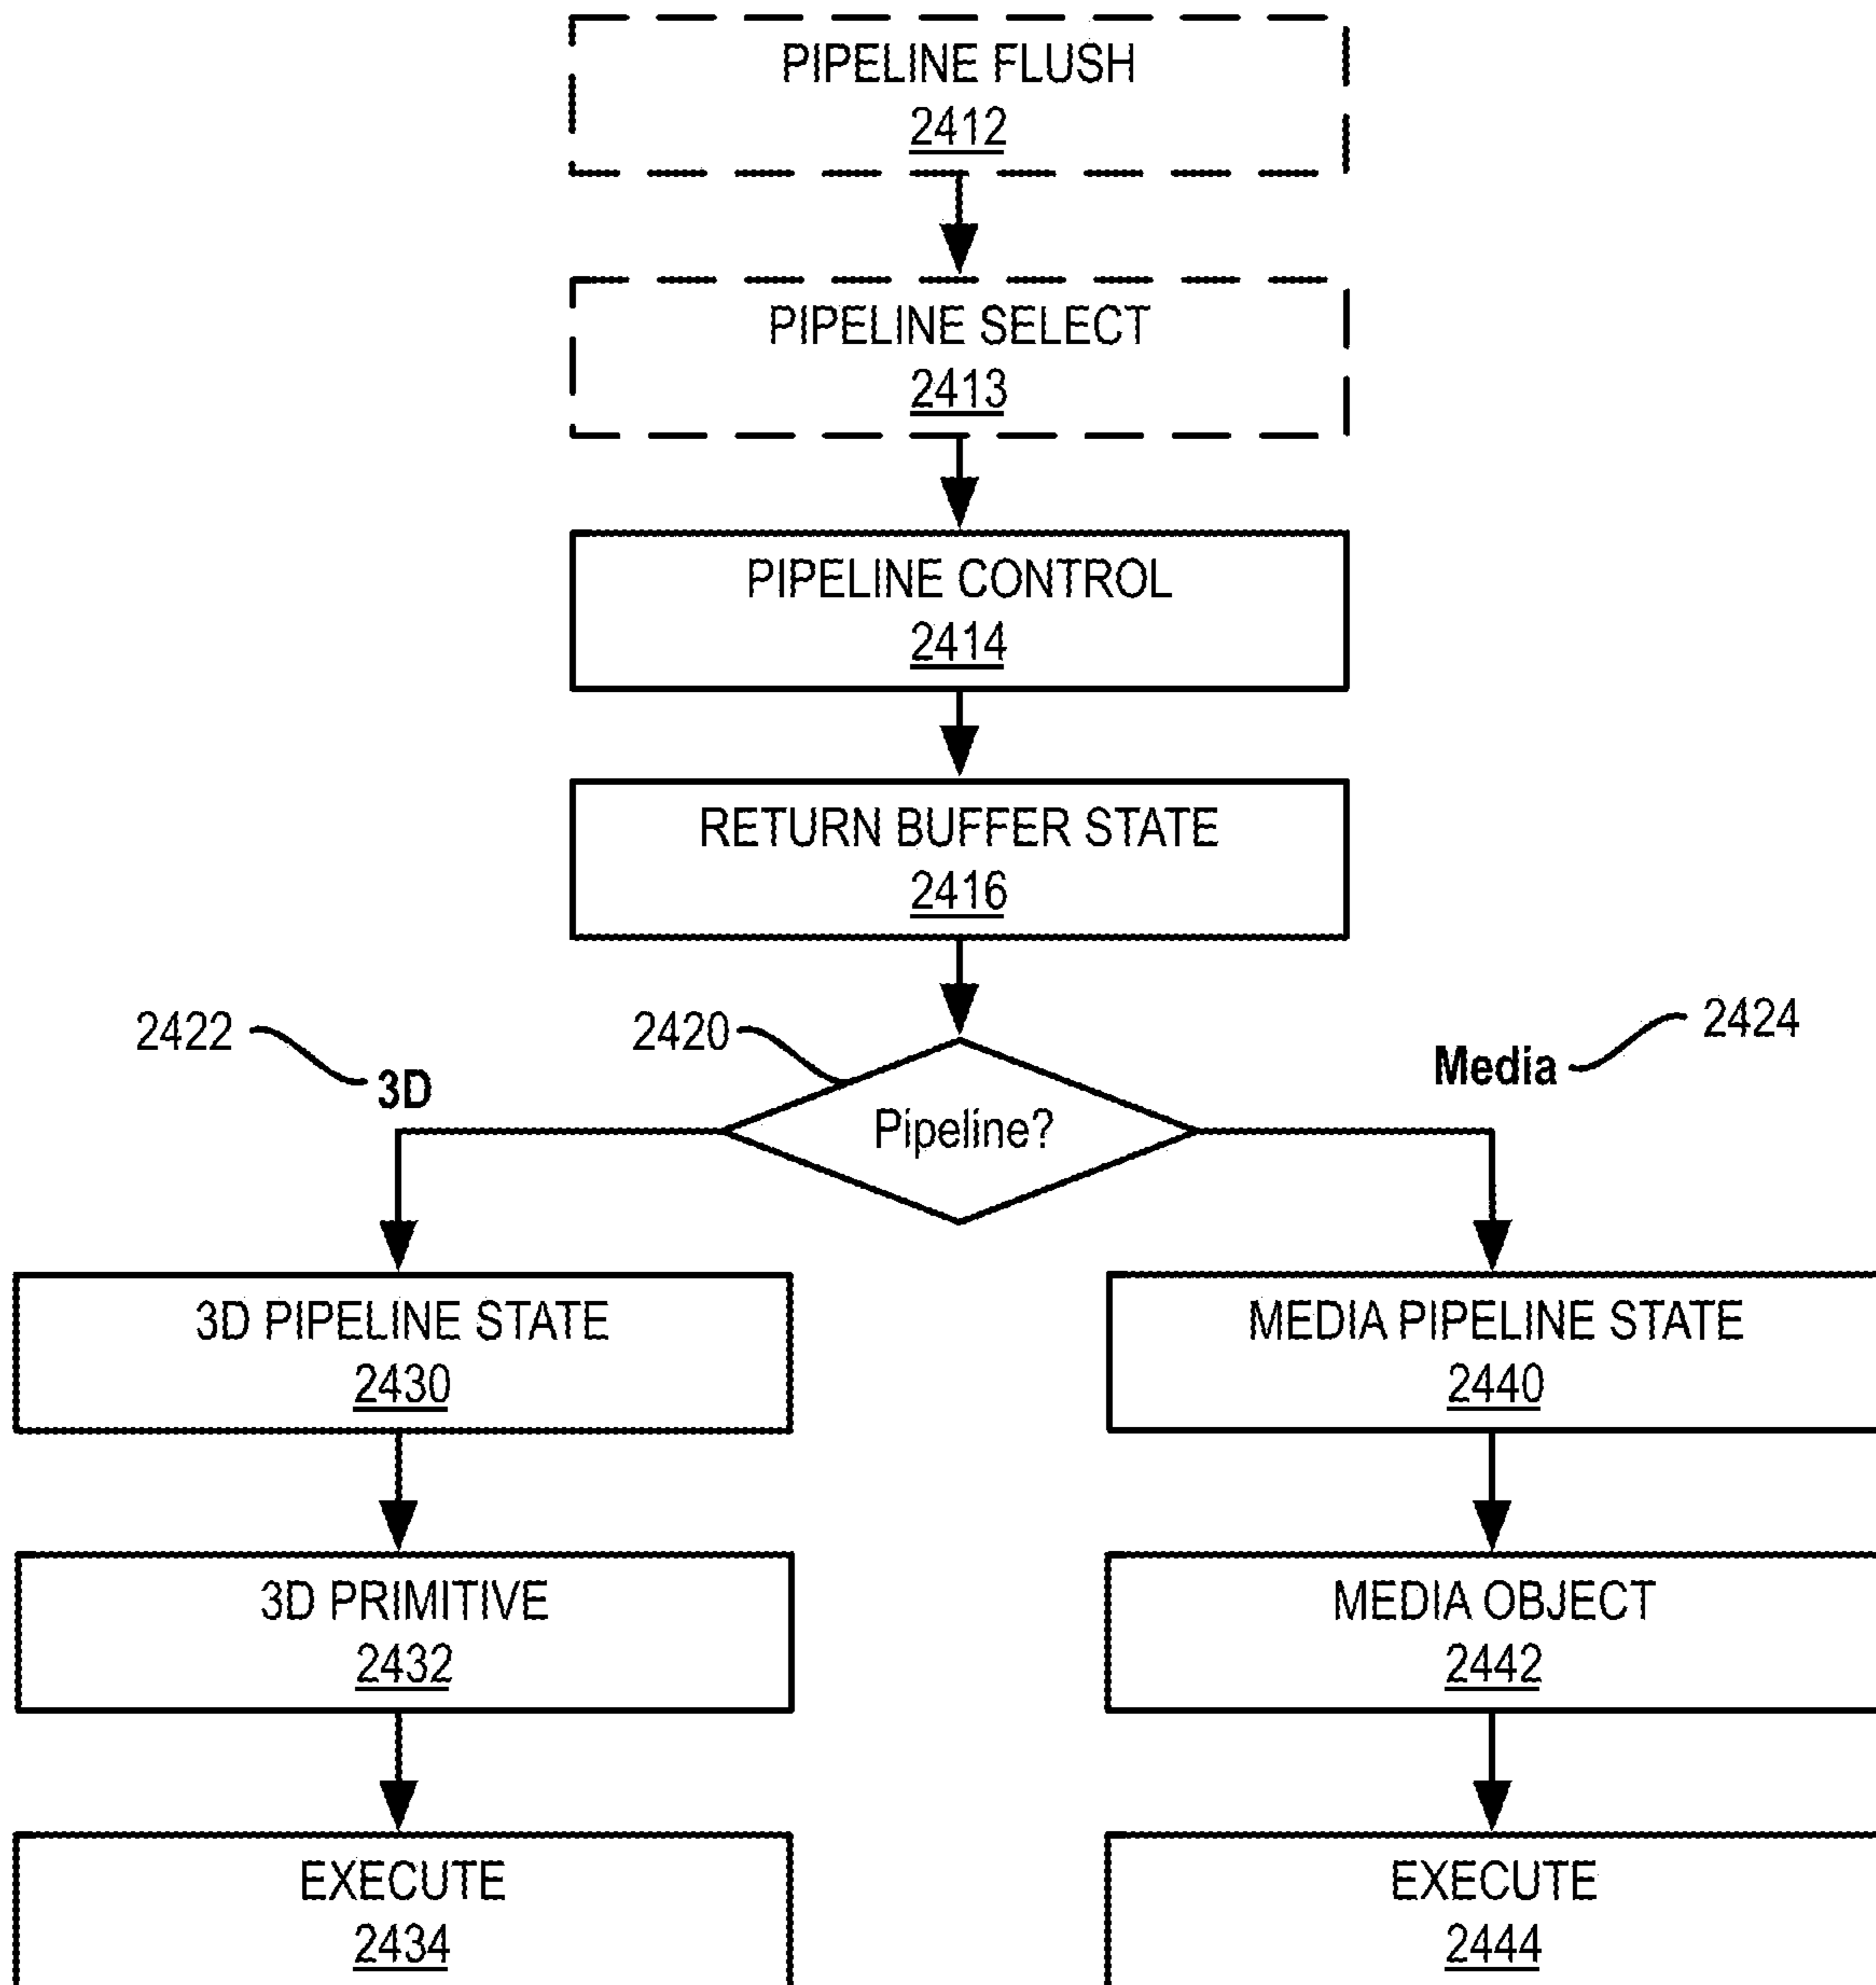 PIPELINE FLUSH
2412
PIPELINE SELECT
2413
PIPELINE CONTROL
2414
RETURN BUFFER STATE
2416
2422
2420
2424
3D
Media
Pipeline?
3D PIPELINE STATE
2430
MEDIA PIPELINE STATE
2440
3D PRIMITIVE
2432
MEDIA OBJECT
2442
EXECUTE
2434
EXECUTE
2444